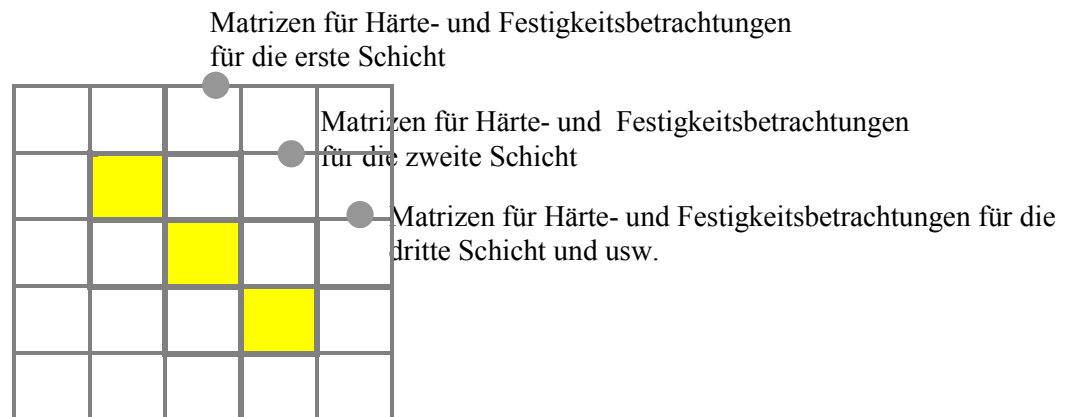 Matrizen für Härte- und Festigkeitsbetrachtungen
für die erste Schicht
Matrizen für Härte- und Festigkeitsbetrachtungen
für die zweite Schicht
Matrizen für Härte- und Festigkeitsbetrachtungen für die
dritte Schicht und usw.